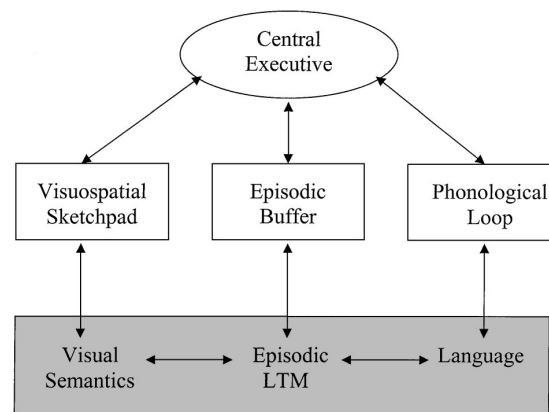 Central
Executive
Visuospatial
Sketchpad
Episodic
Buffer
Phonological
Loop
Visual
Semantics
Episodic
LTM
Language